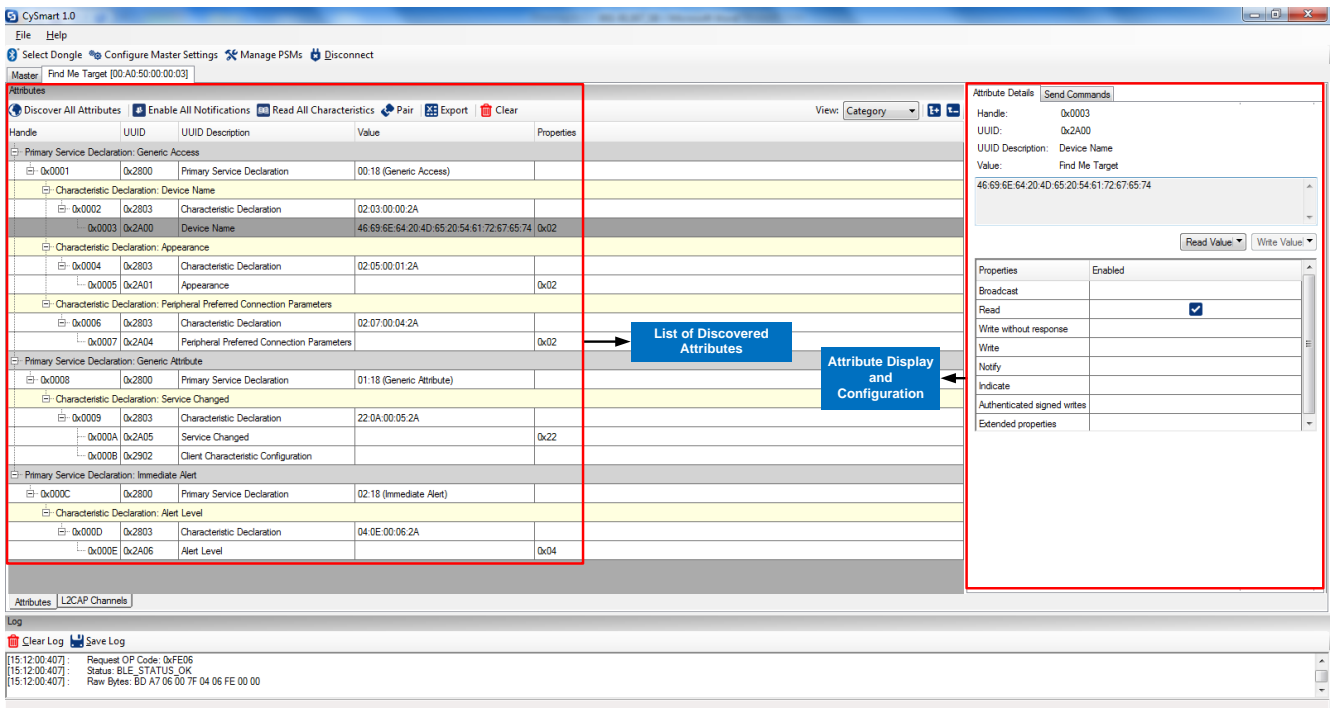 CySmart 1.0
File Help
Select Dongle Configure Master Settings Manage PSMs Disconnect
Master Find Me Target [00:A0:50:00:00:03]
Attributes
Discover All Attributes Enable All Notifications Read All Characteristics Pair Export Clear View: Category
Handle UUID UUID Description Value Properties
Primary Service Declaration: Generic Access
0x0001 0x2800 Primary Service Declaration 00:18 (Generic Access)
Characteristic Declaration: Device Name
0x0002 0x2803 Characteristic Declaration 02:03:00:00:2A
0x0003 0x2A00 Device Name 46:69:6E:64:20:4D:65:20:54:61:72:67:65:74 0x02
Characteristic Declaration: Appearance
0x0004 0x2803 Characteristic Declaration 02:05:00:01:2A
0x0005 0x2A01 Appearance 0x02
Characteristic Declaration: Peripheral Preferred Connection Parameters
0x0006 0x2803 Characteristic Declaration 02:07:00:04:2A
0x0007 0x2A04 Peripheral Preferred Connection Parameters 0x02
Primary Service Declaration: Generic Attribute
0x0008 0x2800 Primary Service Declaration 01:18 (Generic Attribute)
Characteristic Declaration: Service Changed
0x0009 0x2803 Characteristic Declaration 22:0A:00:05:2A
0x000A 0x2A05 Service Changed 0x22
0x000B 0x2902 Client Characteristic Configuration
Primary Service Declaration: Immediate Alert
0x000C 0x2800 Primary Service Declaration 02:18 (Immediate Alert)
Characteristic Declaration: Alert Level
0x000D 0x2803 Characteristic Declaration 04:0E:00:06:2A
0x000E 0x2A06 Alert Level 0x04
List of Discovered
Attributes
Attribute Display
and
Configuration
Attribute Details Send Commands
Handle: 0x0003
UUID: 0x2A00
UUID Description: Device Name
Value: Find Me Target
46:69:6E:64:20:4D:65:20:54:61:72:67:65:74
Read Value Write Value
Properties Enabled
Broadcast
Read
Write without response
Write
Notify
Indicate
Authenticated signed writes
Extended properties
Attributes L2CAP Channels
Log
Clear Log Save Log
[15:12:00:407] : Request OP Code: 0xFE06
[15:12:00:407] : Status: BLE_STATUS_OK
[15:12:00:407] : Raw Bytes: BD A7 06 00 7F 04 06 FE 00 00